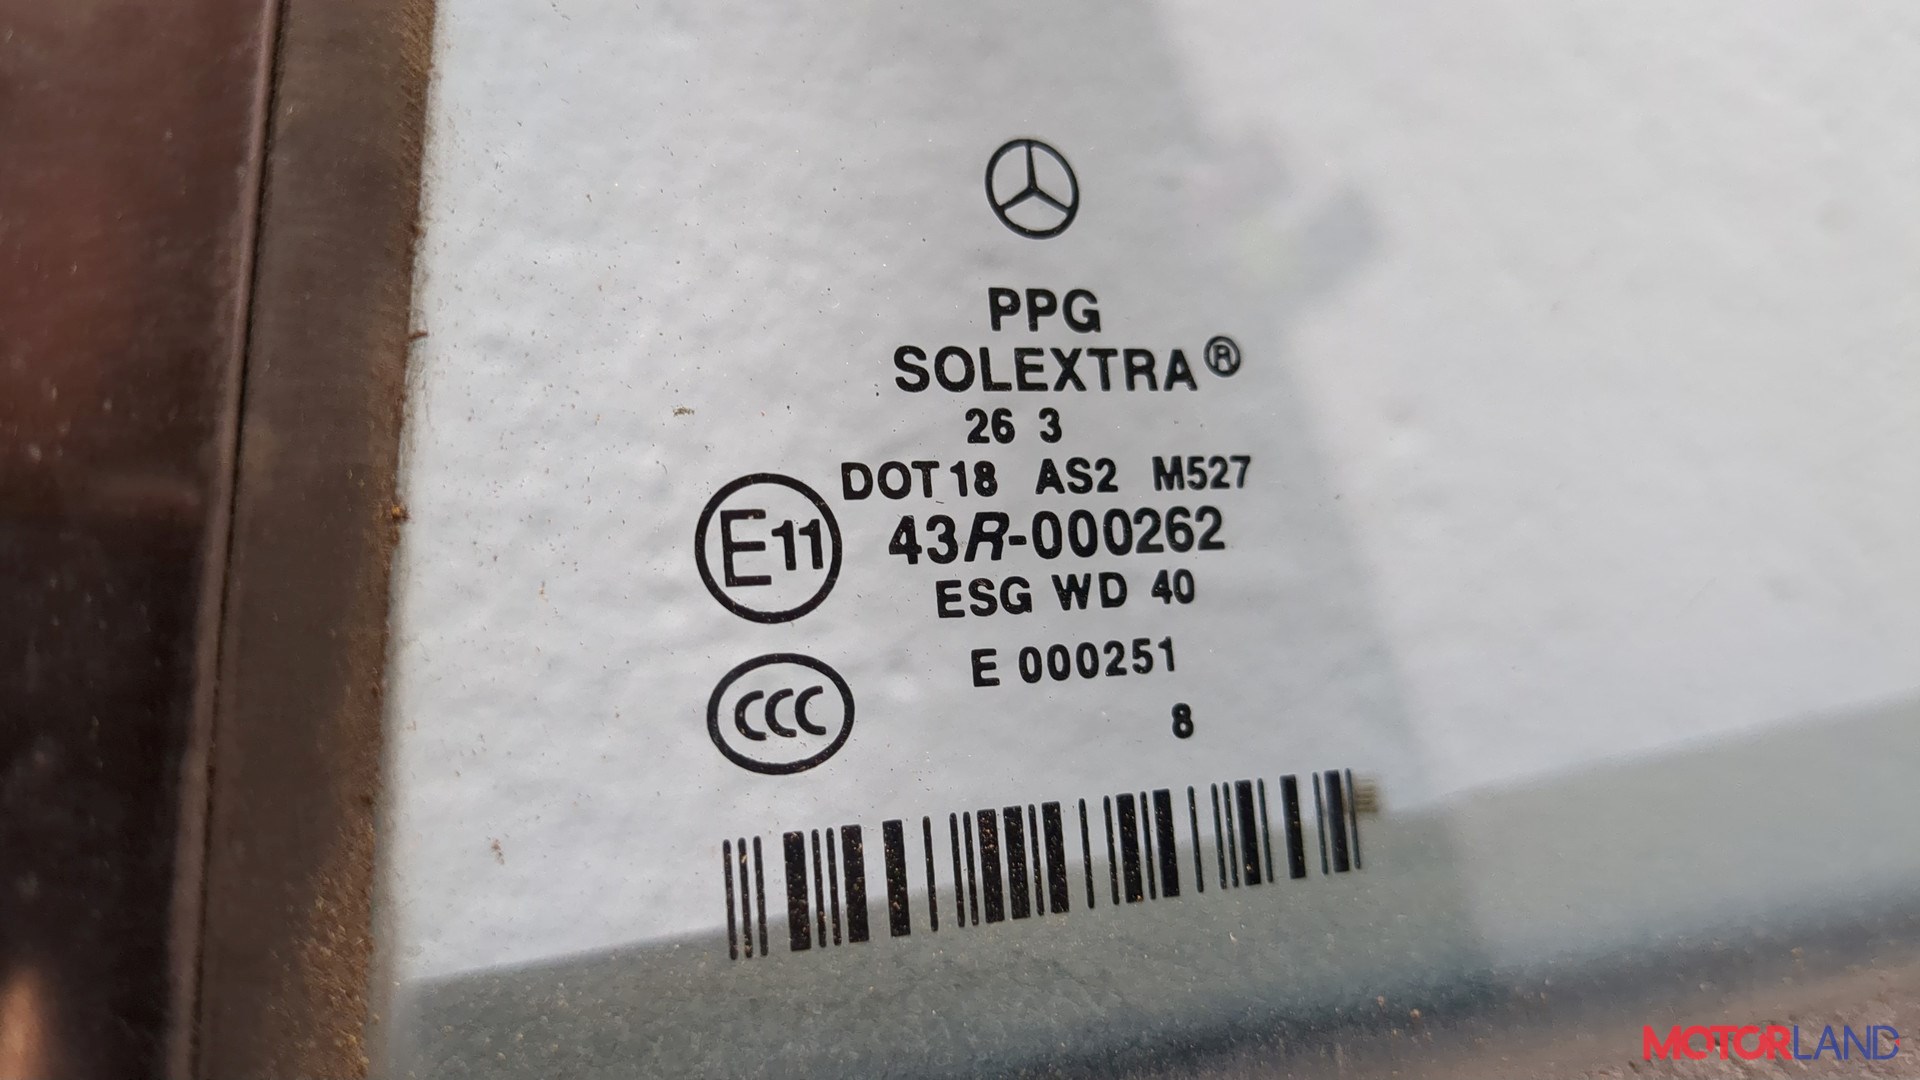 PPG
SOLEXTRA®
26 3
DOT 18 AS2 M527
E11 43R-000262
ESG WD 40
E 000251
CCC
8
MOTORLAND